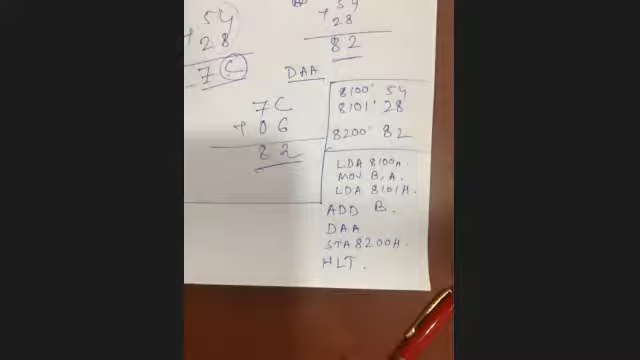 54
+ 28
7C
54
+ 28
82
DAA
7C
+ 06
82
8100' 54
8101' 28
8200' 82
LDA 8100H.
MOV B, A.
LDA 8101H.
ADD B.
DAA
STA 8200H.
HLT.